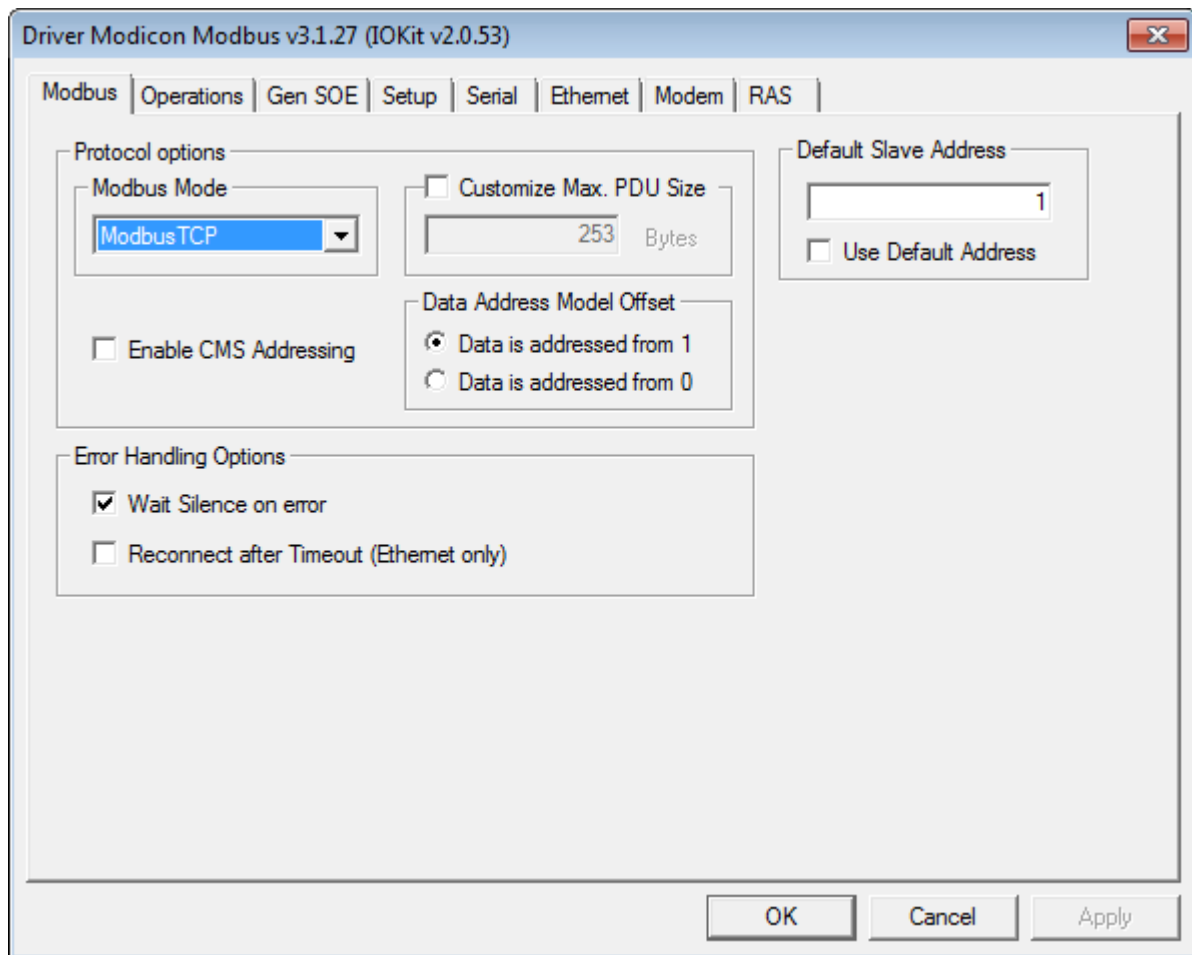 Driver Modicon Modbus v3.1.27 (IOKit v2.0.53)
Modbus Operations Gen SOE Setup Serial Ethernet Modem RAS
Protocol options
Modbus Mode
ModbusTCP
Customize Max. PDU Size
253 Bytes
Default Slave Address
1
Use Default Address
Enable CMS Addressing
Data Address Model Offset
Data is addressed from 1
Data is addressed from 0
Error Handling Options
Wait Silence on error
Reconnect after Timeout (Ethernet only)
OK Cancel Apply